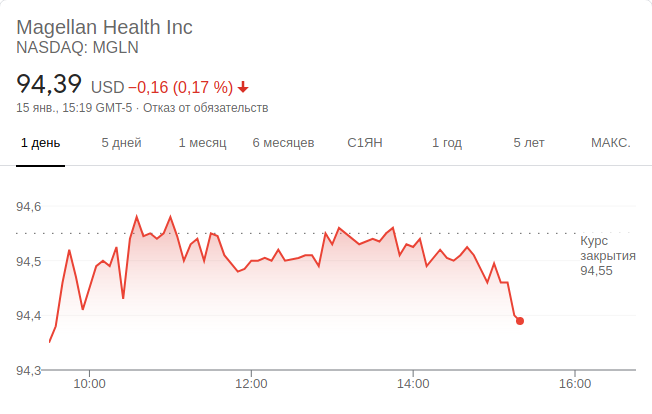 Magellan Health Inc
NASDAQ: MGLN
94,39 USD −0,16 (0,17 %)
15 янв., 15:19 GMT-5 · Отказ от обязательств
1 день 5 дней 1 месяц 6 месяцев С1ЯН 1 год 5 лет МАКС.
94,6
Курс
закрытия
94,55
94,5
94,4
94,3
10:00 12:00 14:00 16:00